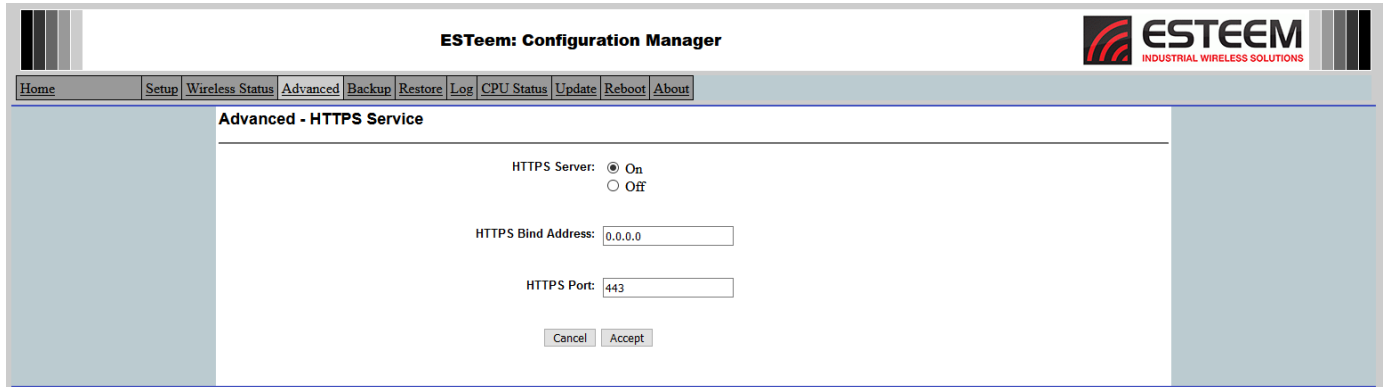 ESTeem: Configuration Manager
ESTEEM
INDUSTRIAL WIRELESS SOLUTIONS
Home Setup Wireless Status Advanced Backup Restore Log CPU Status Update Reboot About
Advanced - HTTPS Service
HTTPS Server: On
Off
HTTPS Bind Address: 0.0.0.0
HTTPS Port: 443
Cancel Accept